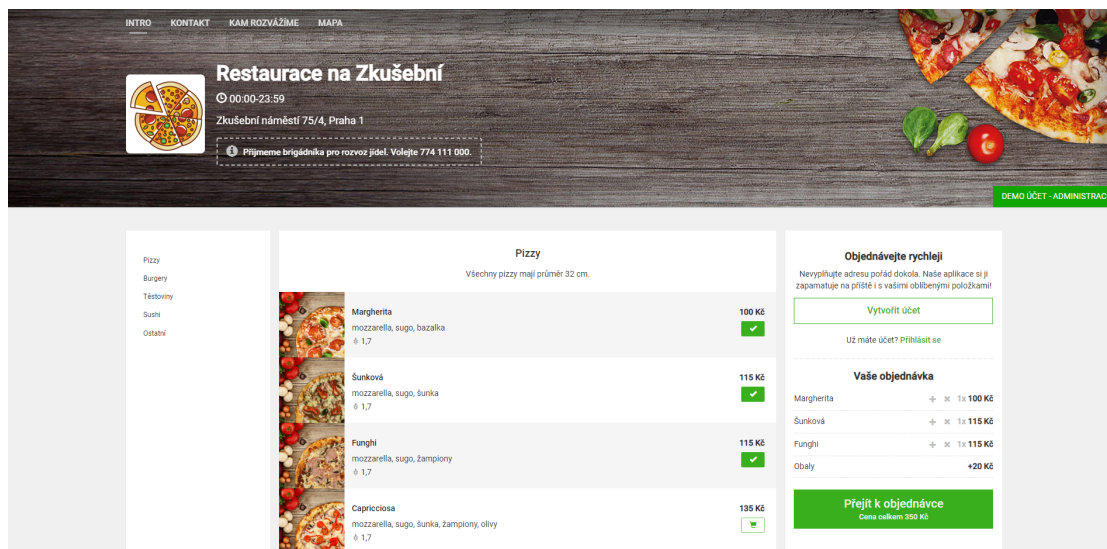 INTRO KONTAKT KAM ROZVÁŽÍME MAPA
Restaurace na Zkušební
00:00-23:59
Zkušební náměstí 75/4, Praha 1
Přijmeme brigádníka pro rozvoz jídel. Volejte 774 111 000.
DEMO ÚČET - ADMINISTRAC
Pizzy
Burgery
Těstoviny
Sushi
Ostatní
Pizzy
Všechny pizzy mají průměr 32 cm.
Margherita 100 Kč
mozzarella, sugo, bazalka
1,7
Šunková 115 Kč
mozzarella, sugo, šunka
1,7
Funghi 115 Kč
mozzarella, sugo, žampiony
1,7
Capricciosa 135 Kč
mozzarella, sugo, šunka, žampiony, olivy
1,7
Objednávejte rychleji
Nevyplňujte adresu pořád dokola. Naše aplikace si ji
zapamatuje na příště i s vašimi oblíbenými položkami!
Vytvořit účet
Už máte účet? Přihlásit se
Vaše objednávka
Margherita 1x 100 Kč
Šunková 1x 115 Kč
Funghi 1x 115 Kč
Obaly +20 Kč
Přejít k objednávce
Cena celkem 350 Kč